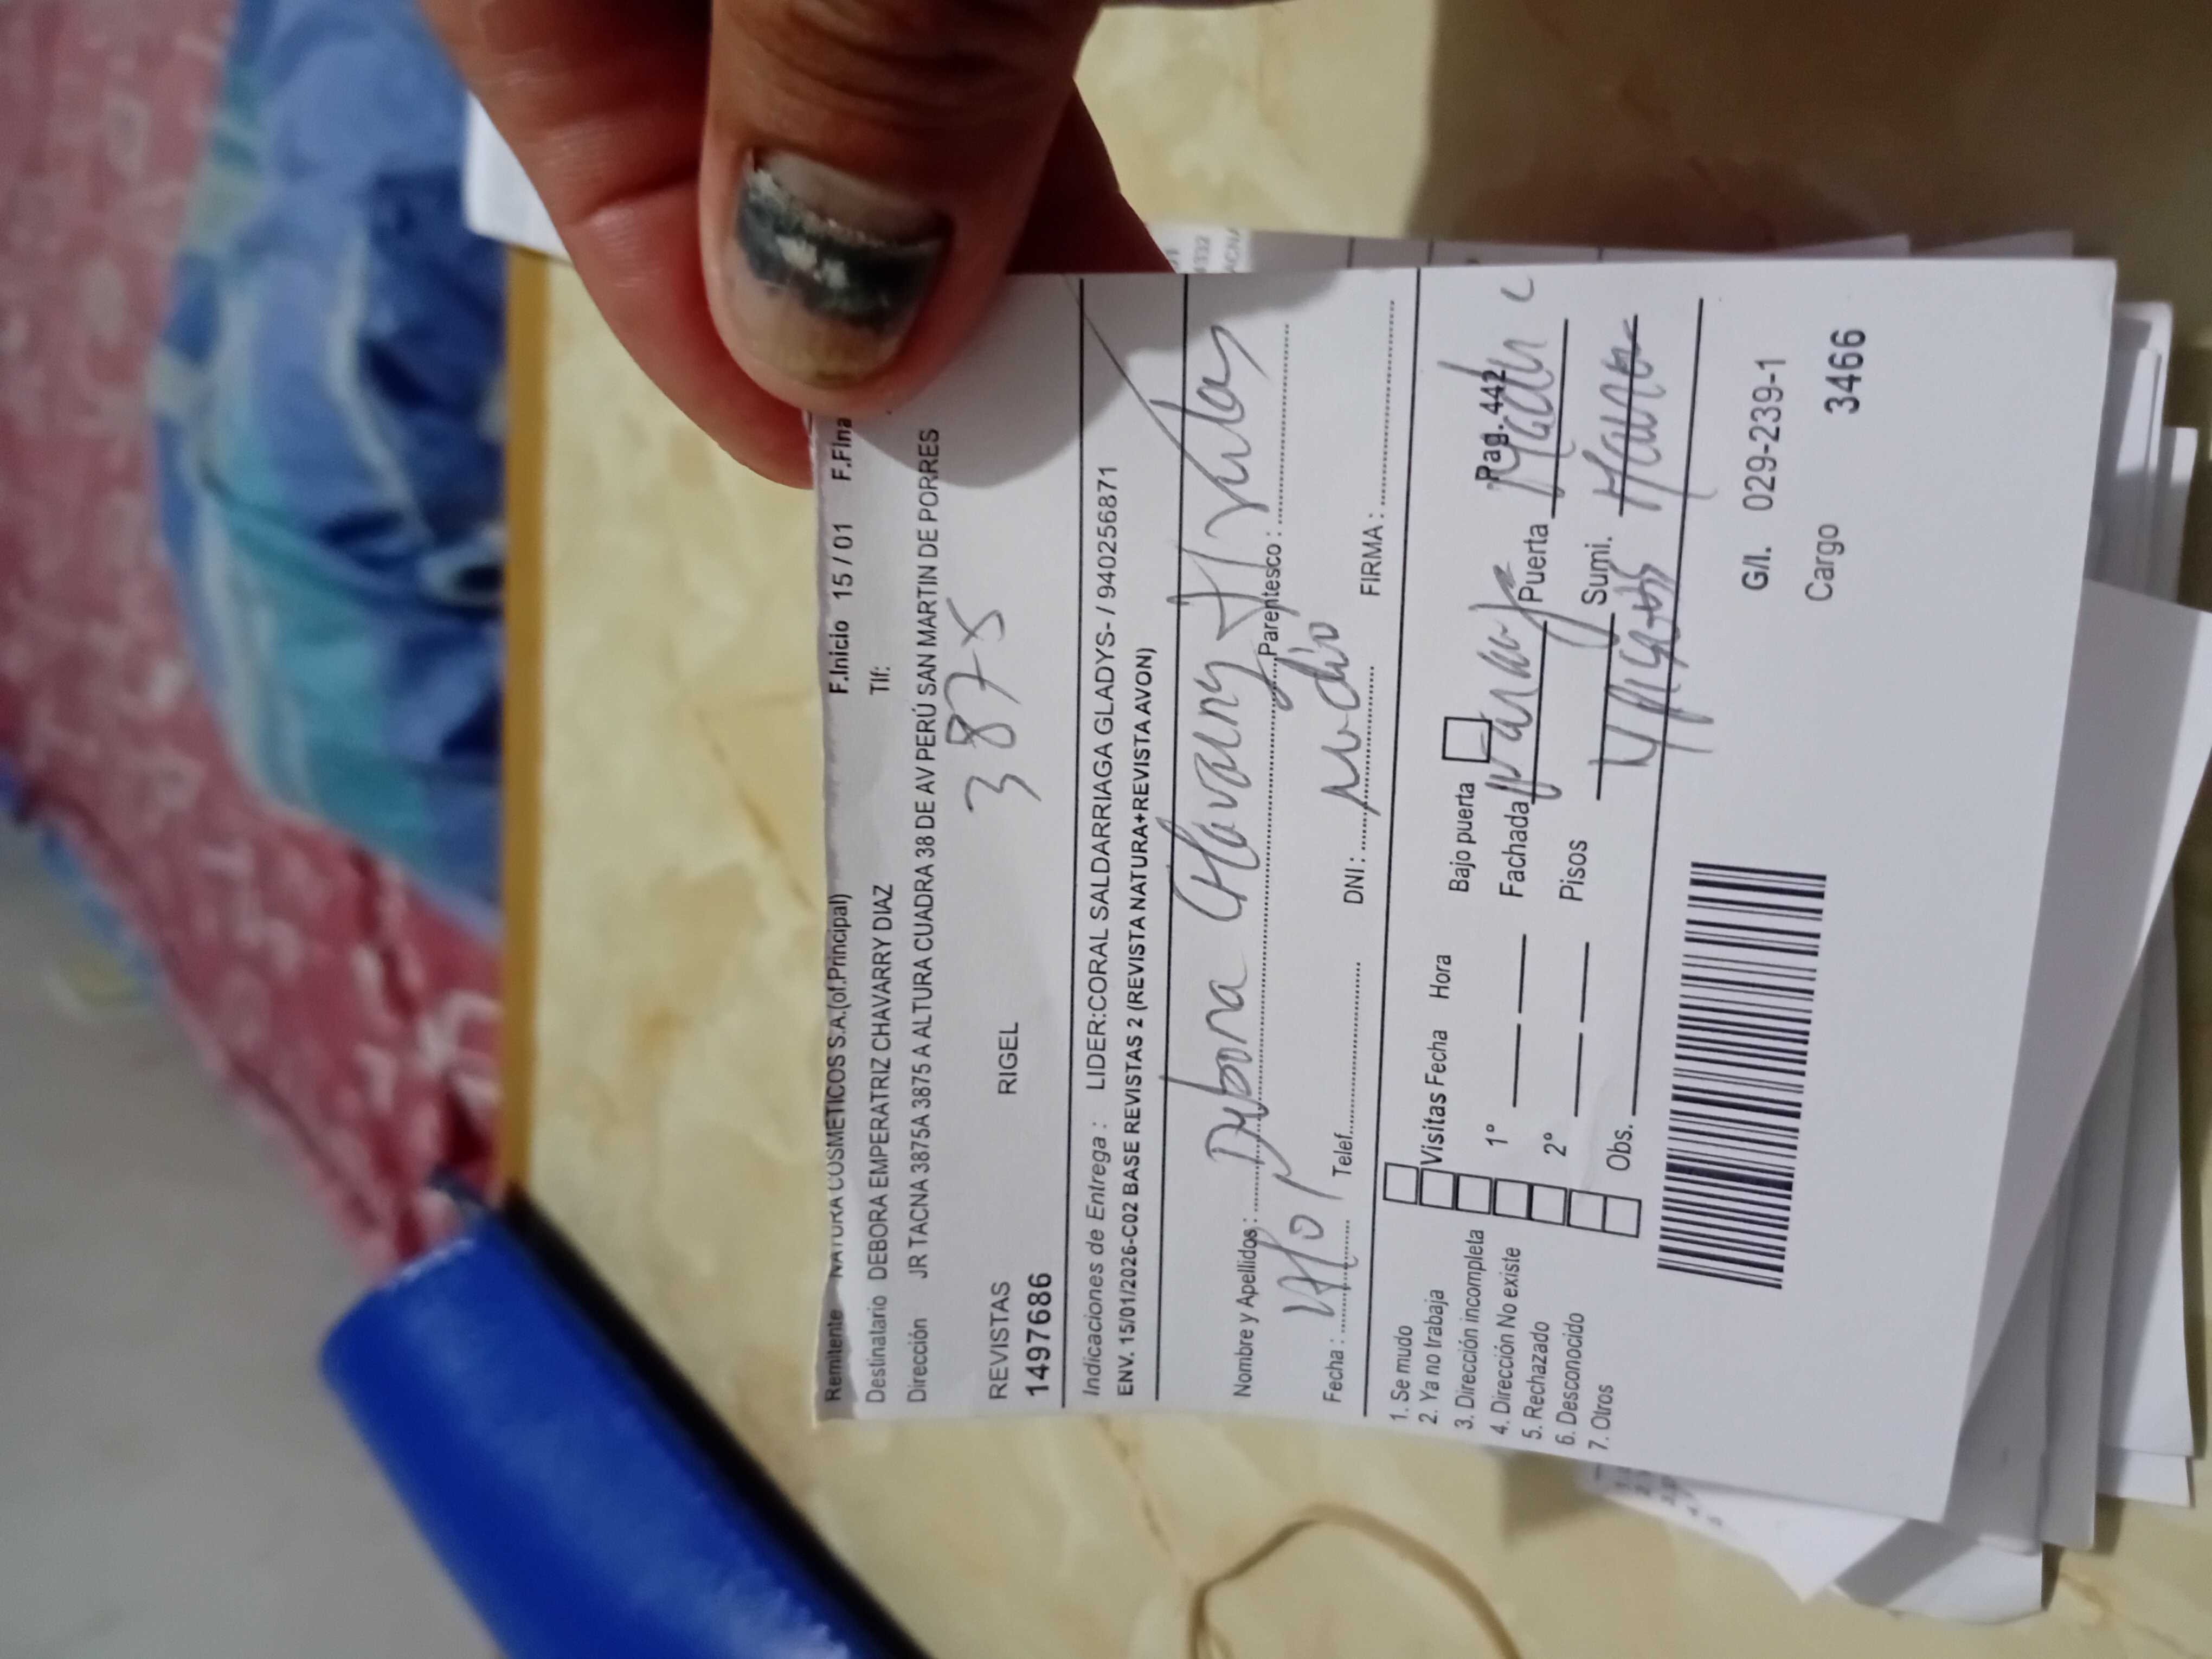 Remitente NATURA COSMETICOS S.A.(of.Principal) F.Inicio 15 / 01 F.Fina
Destinatario DEBORA EMPERATRIZ CHAVARRY DIAZ Tlf:
Dirección JR TACNA 3875A 3875 A ALTURA CUADRA 38 DE AV PERÚ SAN MARTIN DE PORRES
3875
REVISTAS RIGEL
1497686
Indicaciones de Entrega : LIDER:CORAL SALDARRIAGA GLADYS- / 940256871
ENV. 15/01/2026-C02 BASE REVISTAS 2 (REVISTA NATURA+REVISTA AVON)
Nombre y Apellidos : Debora Chavarry Parentesco :
Fecha : Telef. DNI : FIRMA :
1. Se mudo
2. Ya no trabaja Visitas Fecha Hora Bajo puerta Pag. 442
3. Dirección incompleta
4. Dirección No existe 1° Fachada Puerta
5. Rechazado
6. Desconocido 2° Pisos Sumi.
7. Otros Obs.
G/I. 029-239-1
Cargo 3466